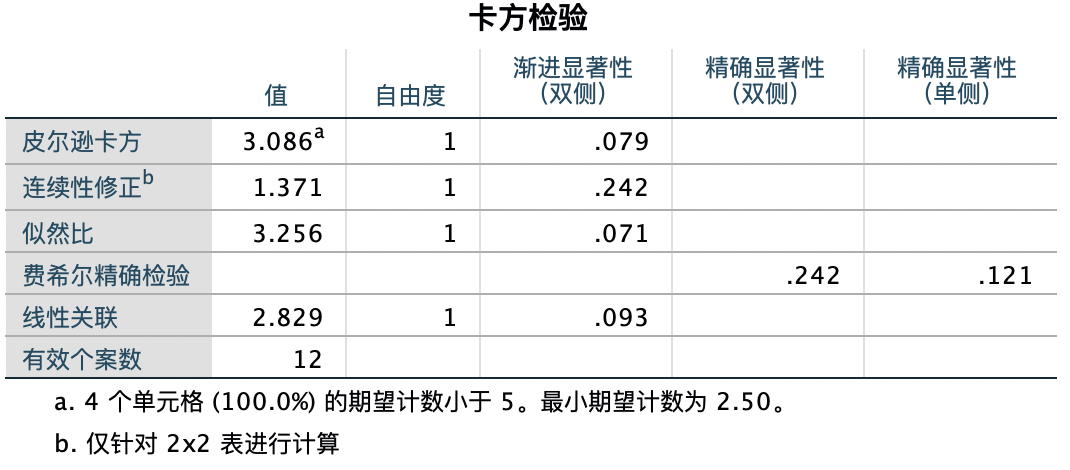 卡方检验
值 自由度 渐进显著性（双侧） 精确显著性（双侧） 精确显著性（单侧）
皮尔逊卡方 3.086a 1 .079
连续性修正b 1.371 1 .242
似然比 3.256 1 .071
费希尔精确检验 .242 .121
线性关联 2.829 1 .093
有效个案数 12
a. 4 个单元格 (100.0%) 的期望计数小于 5。最小期望计数为 2.50。
b. 仅针对 2x2 表进行计算